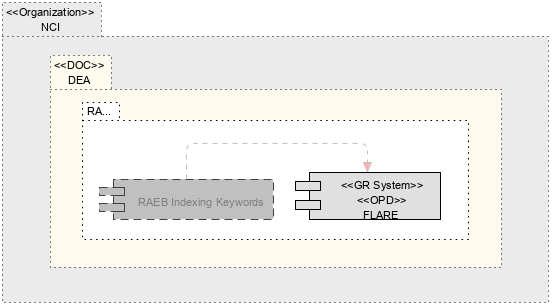 <<Organization>>
NCI
<<DOC>>
DEA
RA...
RAEB Indexing Keywords
<<GR System>>
<<OPD>>
FLARE